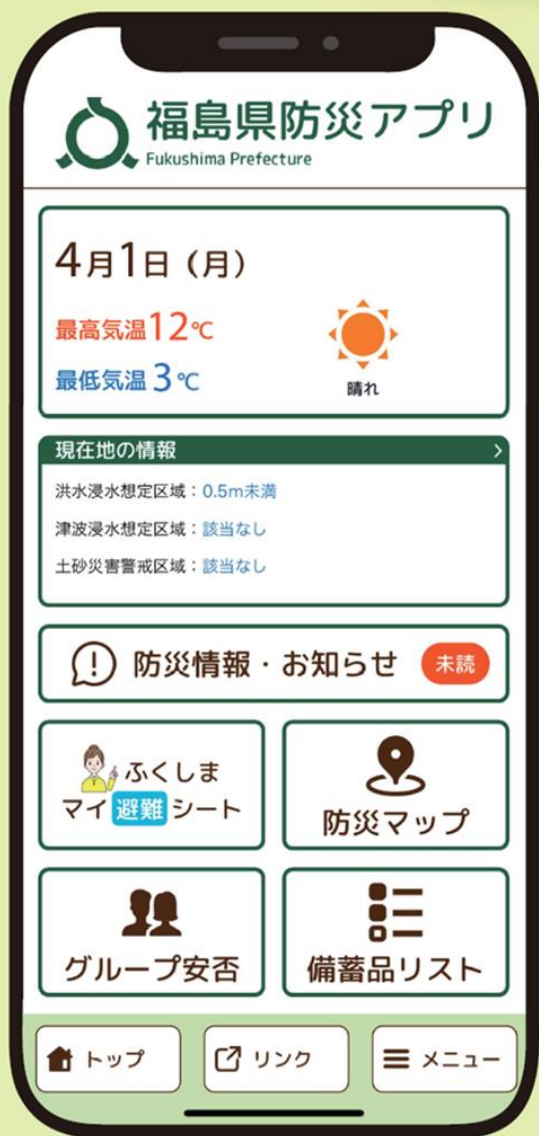 福島県防災アプリ
Fukushima Prefecture
4月1日（月）
最高気温12℃
最低気温3℃
晴れ
現在地の情報
洪水浸水想定区域：0.5m未満
津波浸水想定区域：該当なし
土砂災害警戒区域：該当なし
防災情報・お知らせ 未読
ふくしま
マイ避難シート
防災マップ
グループ安否
備蓄品リスト
トップ
リンク
メニュー